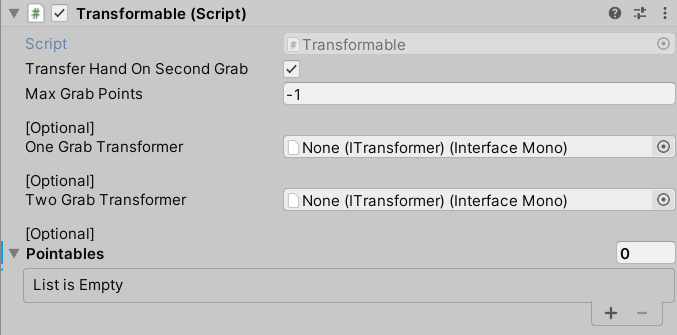 Transformable (Script)
Script
Transformable
Transfer Hand On Second Grab
Max Grab Points
-1
[Optional]
One Grab Transformer
None (ITransformer) (Interface Mono)
[Optional]
Two Grab Transformer
None (ITransformer) (Interface Mono)
[Optional]
Pointables
0
List is Empty